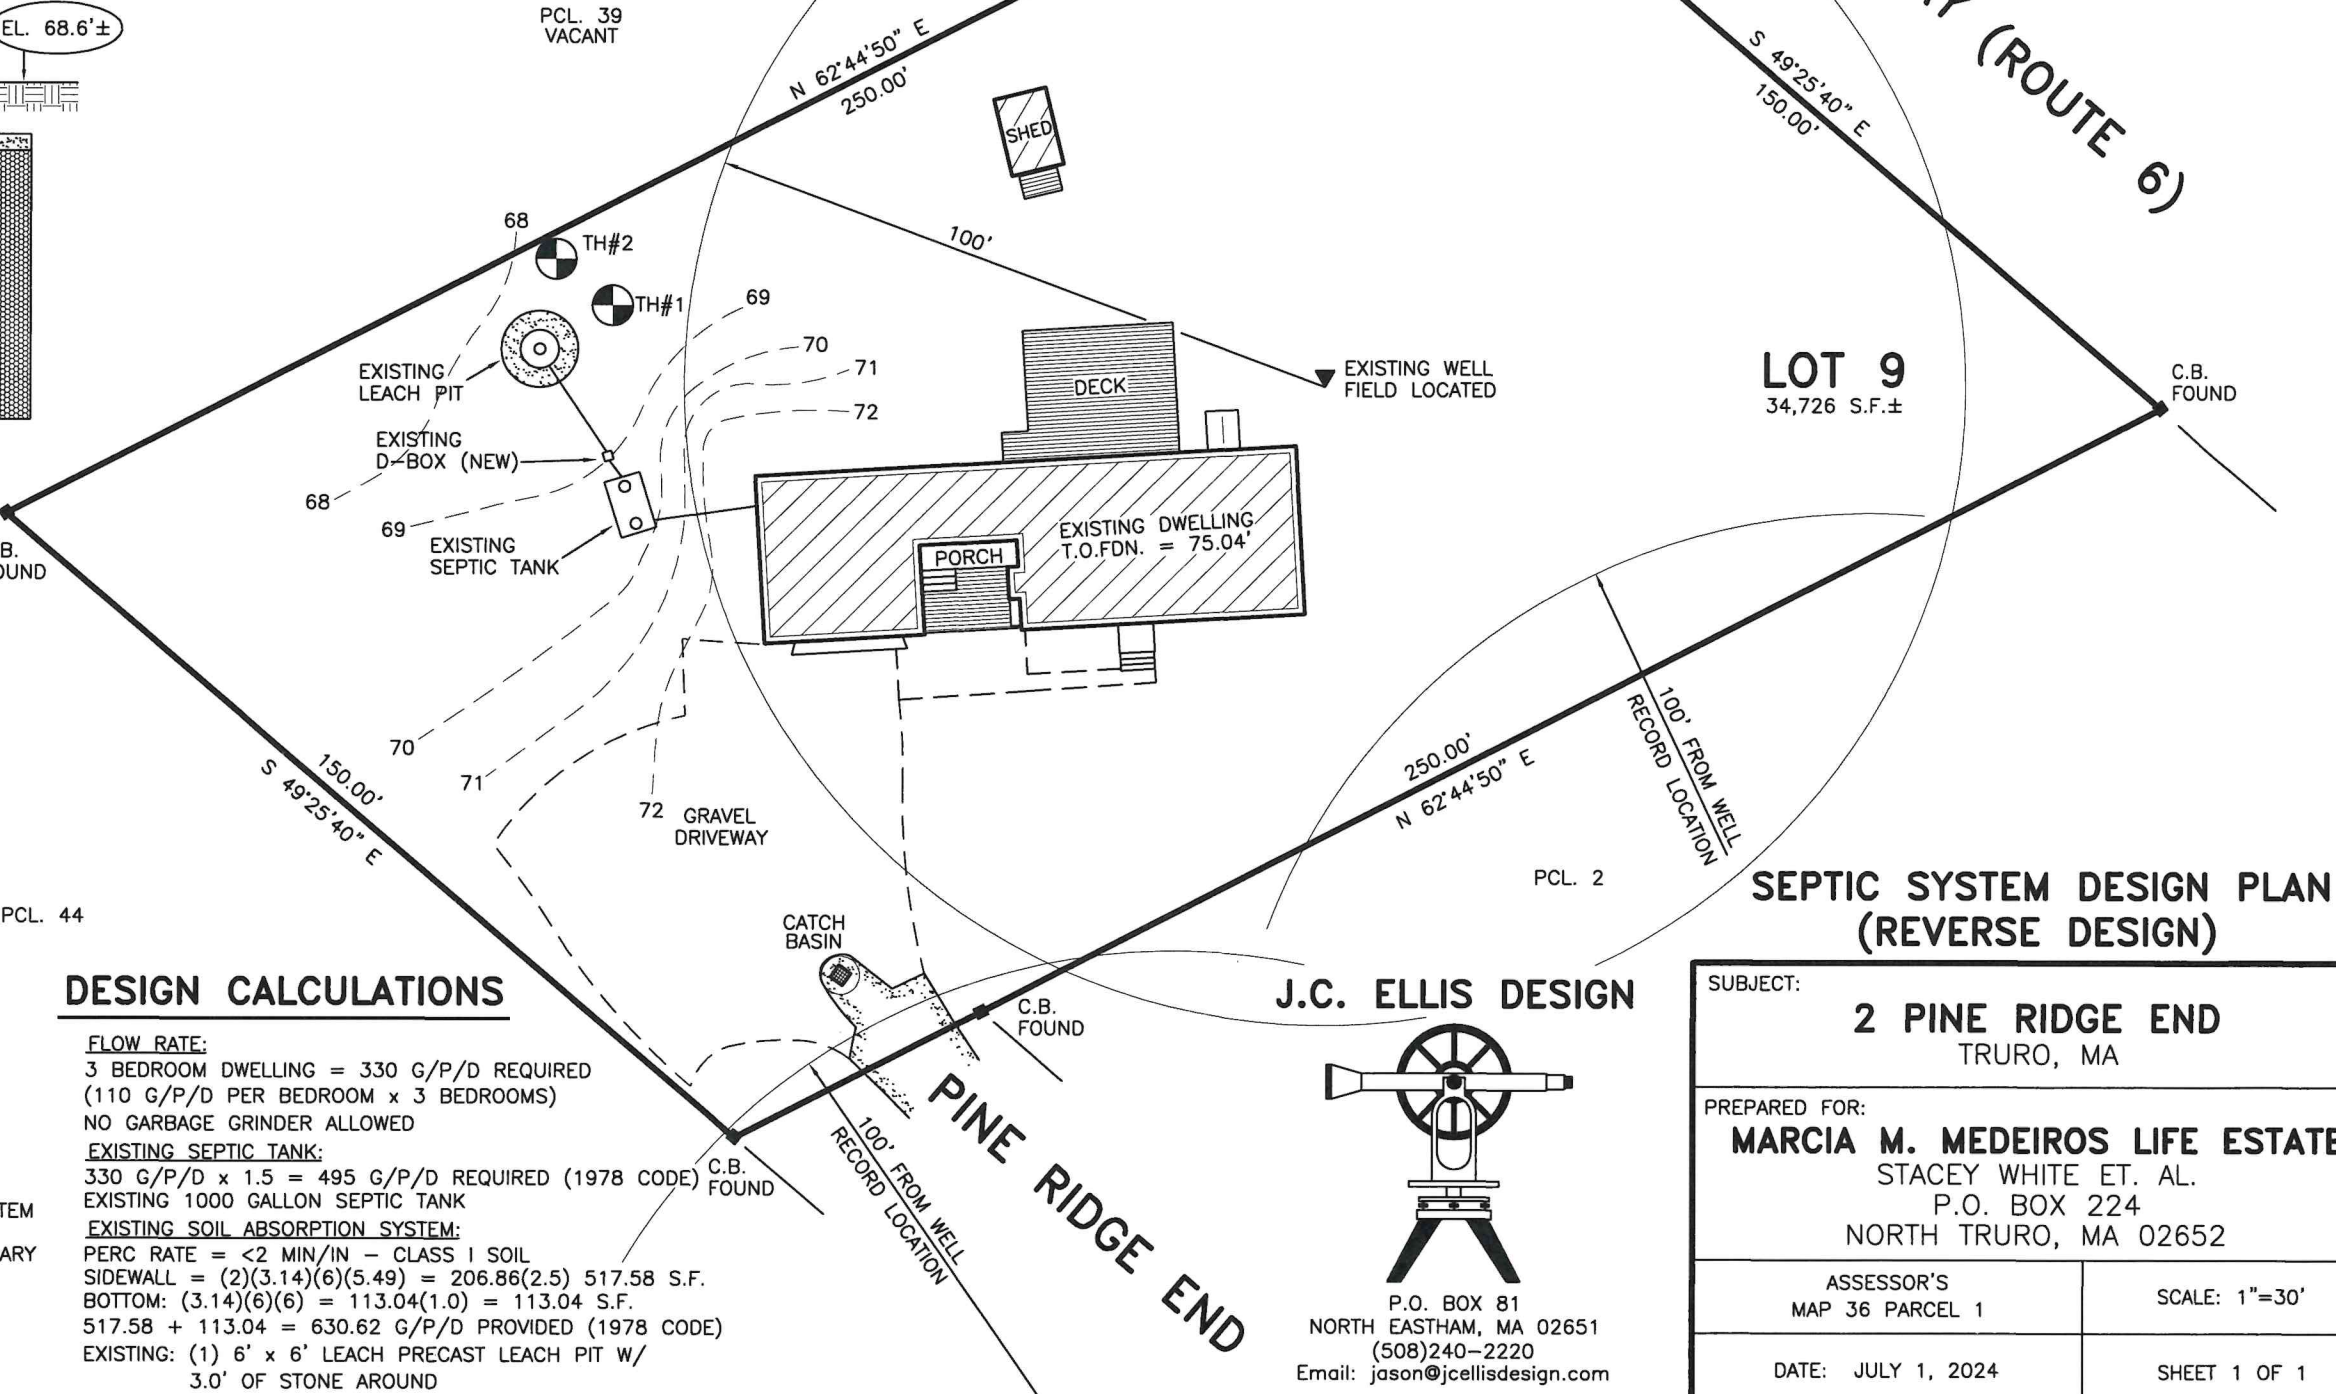 EL. 68.6'±
PCL. 39
VACANT
N 62°44'50" E
250.00'
S 49°25'40" E
150.00'
(ROUTE 6)
SHED
68
TH#2
TH#1
100'
69
70
71
72
EXISTING
LEACH PIT
EXISTING
D-BOX (NEW)
68
69
EXISTING
SEPTIC TANK
DECK
EXISTING WELL
FIELD LOCATED
LOT 9
34,726 S.F.±
C.B.
FOUND
EXISTING DWELLING
T.O.FDN. = 75.04'
PORCH
B.
OUND
70
71
72
GRAVEL
DRIVEWAY
150.00'
S 49°25'40" E
250.00'
N 62°44'50" E
100' FROM WELL
RECORD LOCATION
PCL. 2
PCL. 44
CATCH
BASIN
C.B.
FOUND
C.B.
FOUND
100' FROM WELL
RECORD LOCATION
PINE RIDGE END
DESIGN CALCULATIONS
FLOW RATE:
3 BEDROOM DWELLING = 330 G/P/D REQUIRED
(110 G/P/D PER BEDROOM x 3 BEDROOMS)
NO GARBAGE GRINDER ALLOWED
EXISTING SEPTIC TANK:
330 G/P/D x 1.5 = 495 G/P/D REQUIRED (1978 CODE)
EXISTING 1000 GALLON SEPTIC TANK
EXISTING SOIL ABSORPTION SYSTEM:
PERC RATE = <2 MIN/IN – CLASS I SOIL
SIDEWALL = (2)(3.14)(6)(5.49) = 206.86(2.5) 517.58 S.F.
BOTTOM: (3.14)(6)(6) = 113.04(1.0) = 113.04 S.F.
517.58 + 113.04 = 630.62 G/P/D PROVIDED (1978 CODE)
EXISTING: (1) 6' x 6' LEACH PRECAST LEACH PIT W/
3.0' OF STONE AROUND
TEM
ARY
J.C. ELLIS DESIGN
P.O. BOX 81
NORTH EASTHAM, MA 02651
(508)240-2220
Email: jason@jcellisdesign.com
SEPTIC SYSTEM DESIGN PLAN
(REVERSE DESIGN)
SUBJECT:
2 PINE RIDGE END
TRURO, MA
PREPARED FOR:
MARCIA M. MEDEIROS LIFE ESTATE
STACEY WHITE ET. AL.
P.O. BOX 224
NORTH TRURO, MA 02652
ASSESSOR'S
MAP 36 PARCEL 1
SCALE: 1"=30'
DATE: JULY 1, 2024
SHEET 1 OF 1